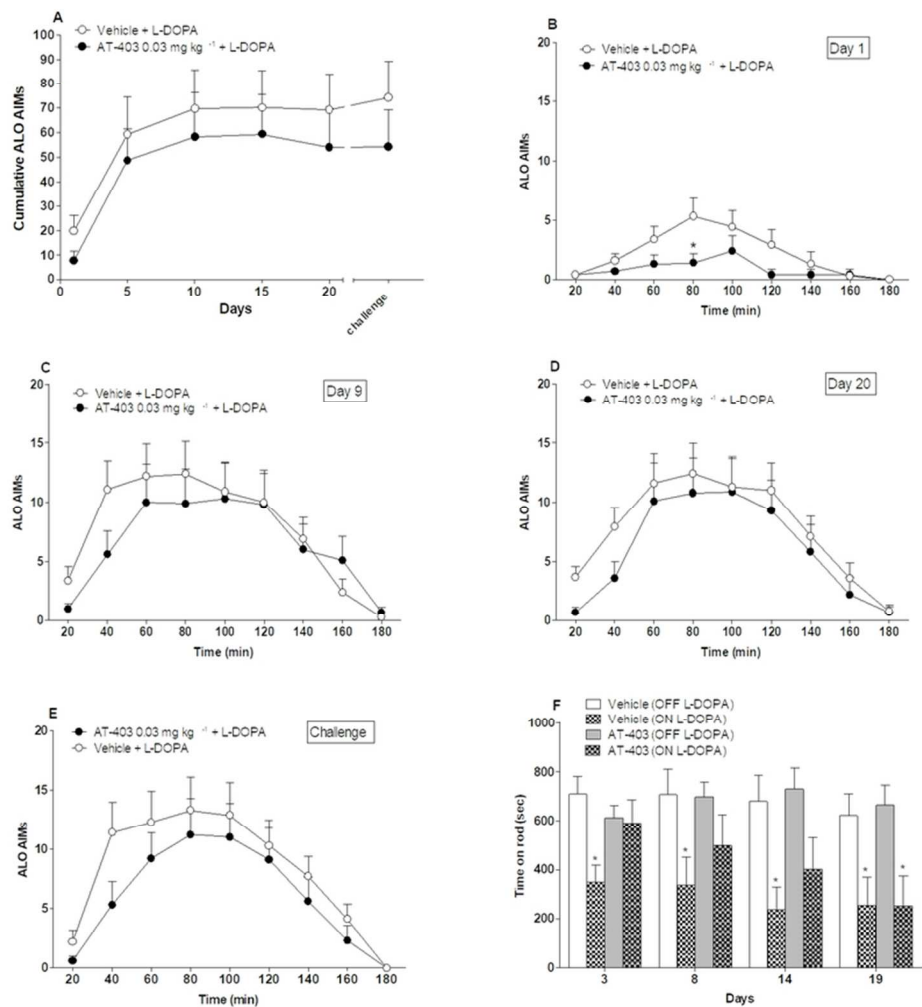 A
Vehicle + L-DOPA
AT-403 0.03 mg kg ⁻¹ + L-DOPA
100
90
80
70
60
50
40
30
20
10
0
Cumulative ALO AIMs
0 5 10 15 20
challenge
Days
B
Vehicle + L-DOPA
AT-403 0.03 mg kg ⁻¹ + L-DOPA
Day 1
20
15
10
5
0
ALO AIMs
*
20 40 60 80 100 120 140 160 180
Time (min)
C
Vehicle + L-DOPA
AT-403 0.03 mg kg ⁻¹ + L-DOPA
Day 9
20
15
10
5
0
ALO AIMs
20 40 60 80 100 120 140 160 180
Time (min)
D
Vehicle + L-DOPA
AT-403 0.03 mg kg ⁻¹ + L-DOPA
Day 20
20
15
10
5
0
ALO AIMs
20 40 60 80 100 120 140 160 180
Time (min)
E
AT-403 0.03 mg kg ⁻¹ + L-DOPA
Vehicle + L-DOPA
Challenge
20
15
10
5
0
ALO AIMs
20 40 60 80 100 120 140 160 180
Time (min)
F
Vehicle (OFF L-DOPA)
Vehicle (ON L-DOPA)
AT-403 (OFF L-DOPA)
AT-403 (ON L-DOPA)
1000
800
600
400
200
0
Time on rod (sec)
* * * * *
3 8 14 19
Days